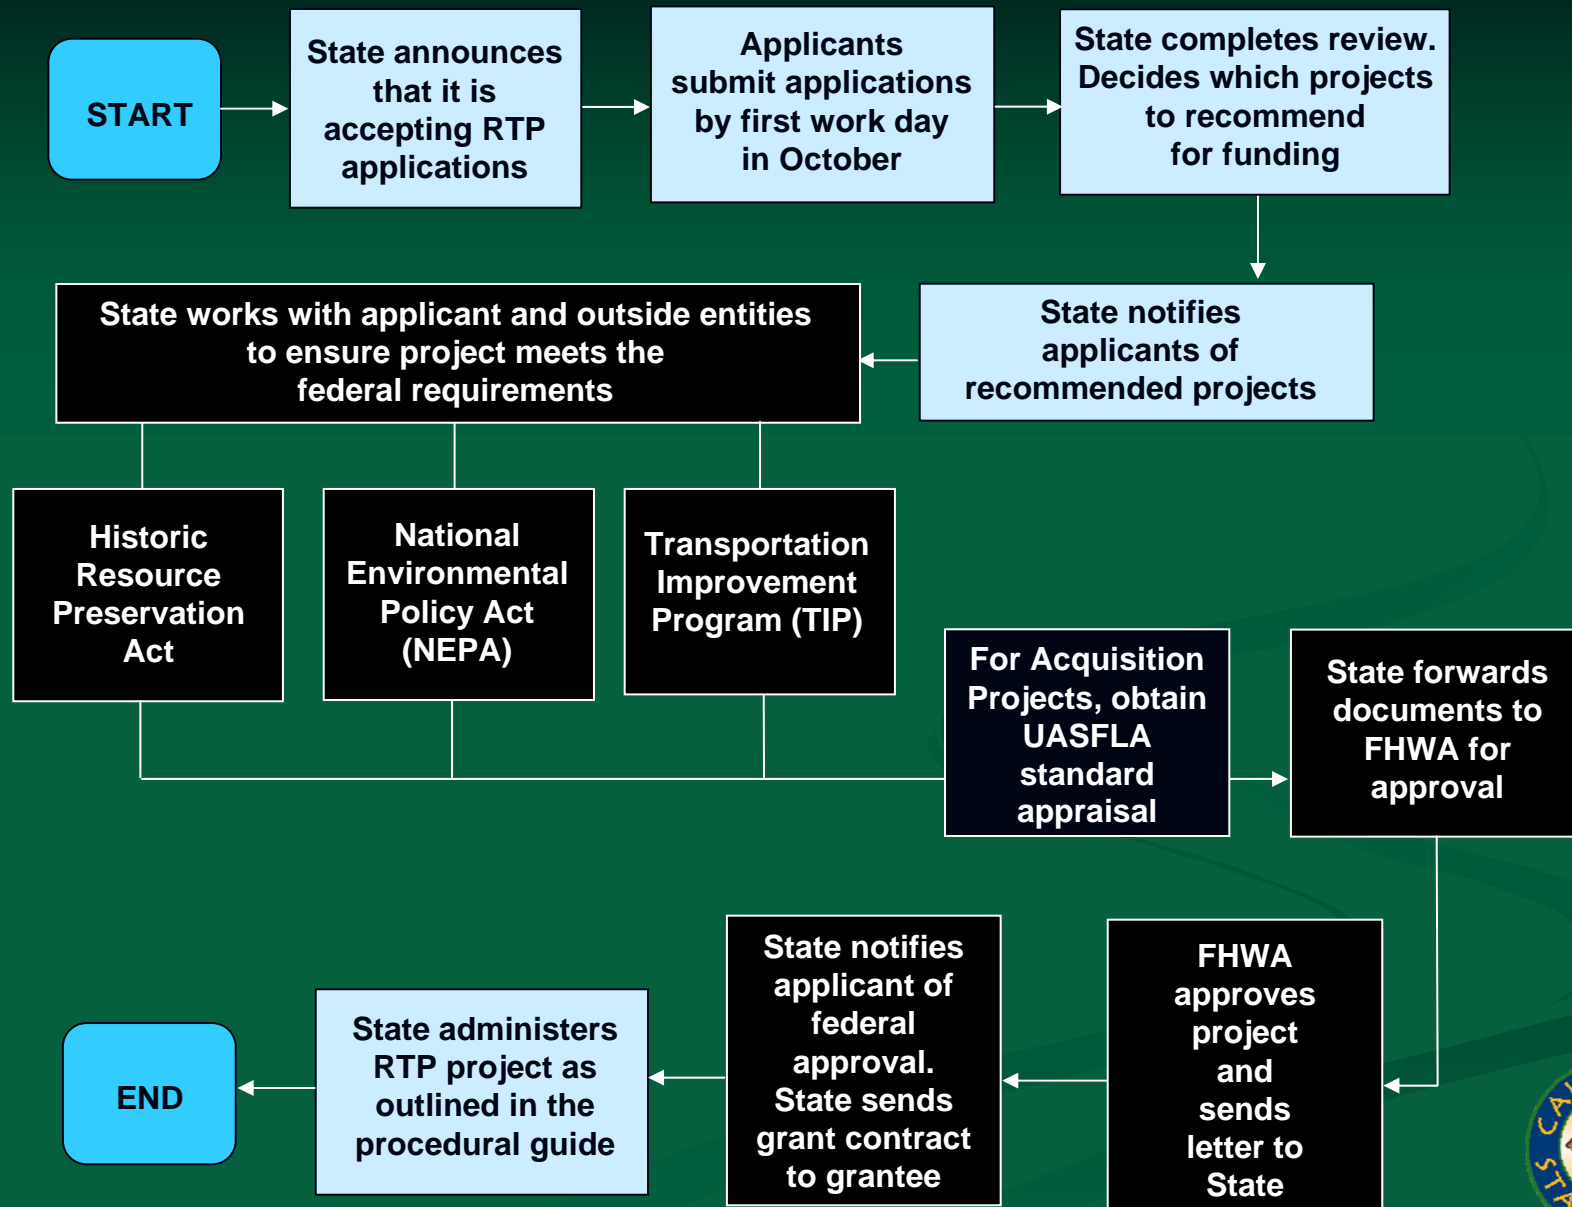 START
State announces
that it is
accepting RTP
applications
Applicants
submit applications
by first work day
in October
State completes review.
Decides which projects
to recommend
for funding
State notifies
applicants of
recommended projects
State works with applicant and outside entities
to ensure project meets the
federal requirements
Historic
Resource
Preservation
Act
National
Environmental
Policy Act
(NEPA)
Transportation
Improvement
Program (TIP)
For Acquisition
Projects, obtain
UASFLA
standard
appraisal
State forwards
documents to
FHWA for
approval
FHWA
approves
project
and
sends
letter to
State
State notifies
applicant of
federal
approval.
State sends
grant contract
to grantee
State administers
RTP project as
outlined in the
procedural guide
END